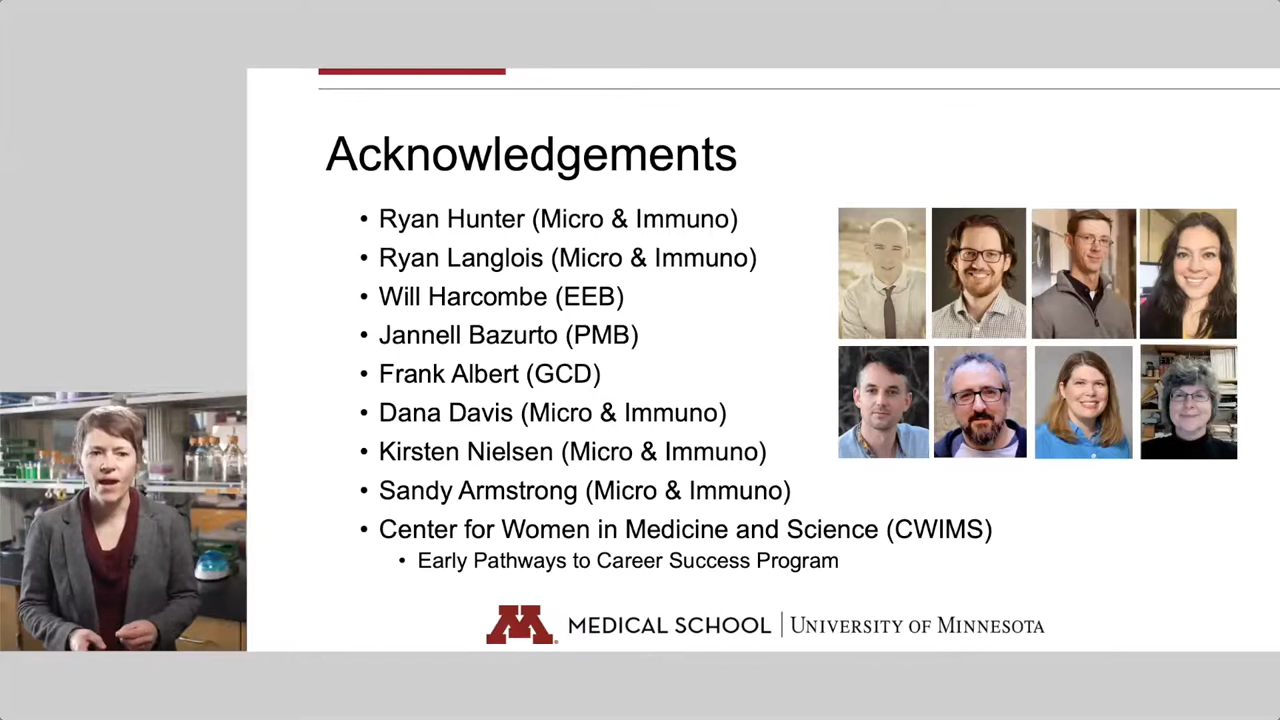 Acknowledgements
• Ryan Hunter (Micro & Immuno)
• Ryan Langlois (Micro & Immuno)
• Will Harcombe (EEB)
• Jannell Bazurto (PMB)
• Frank Albert (GCD)
• Dana Davis (Micro & Immuno)
• Kirsten Nielsen (Micro & Immuno)
• Sandy Armstrong (Micro & Immuno)
• Center for Women in Medicine and Science (CWIMS)
• Early Pathways to Career Success Program
M MEDICAL SCHOOL | UNIVERSITY OF MINNESOTA